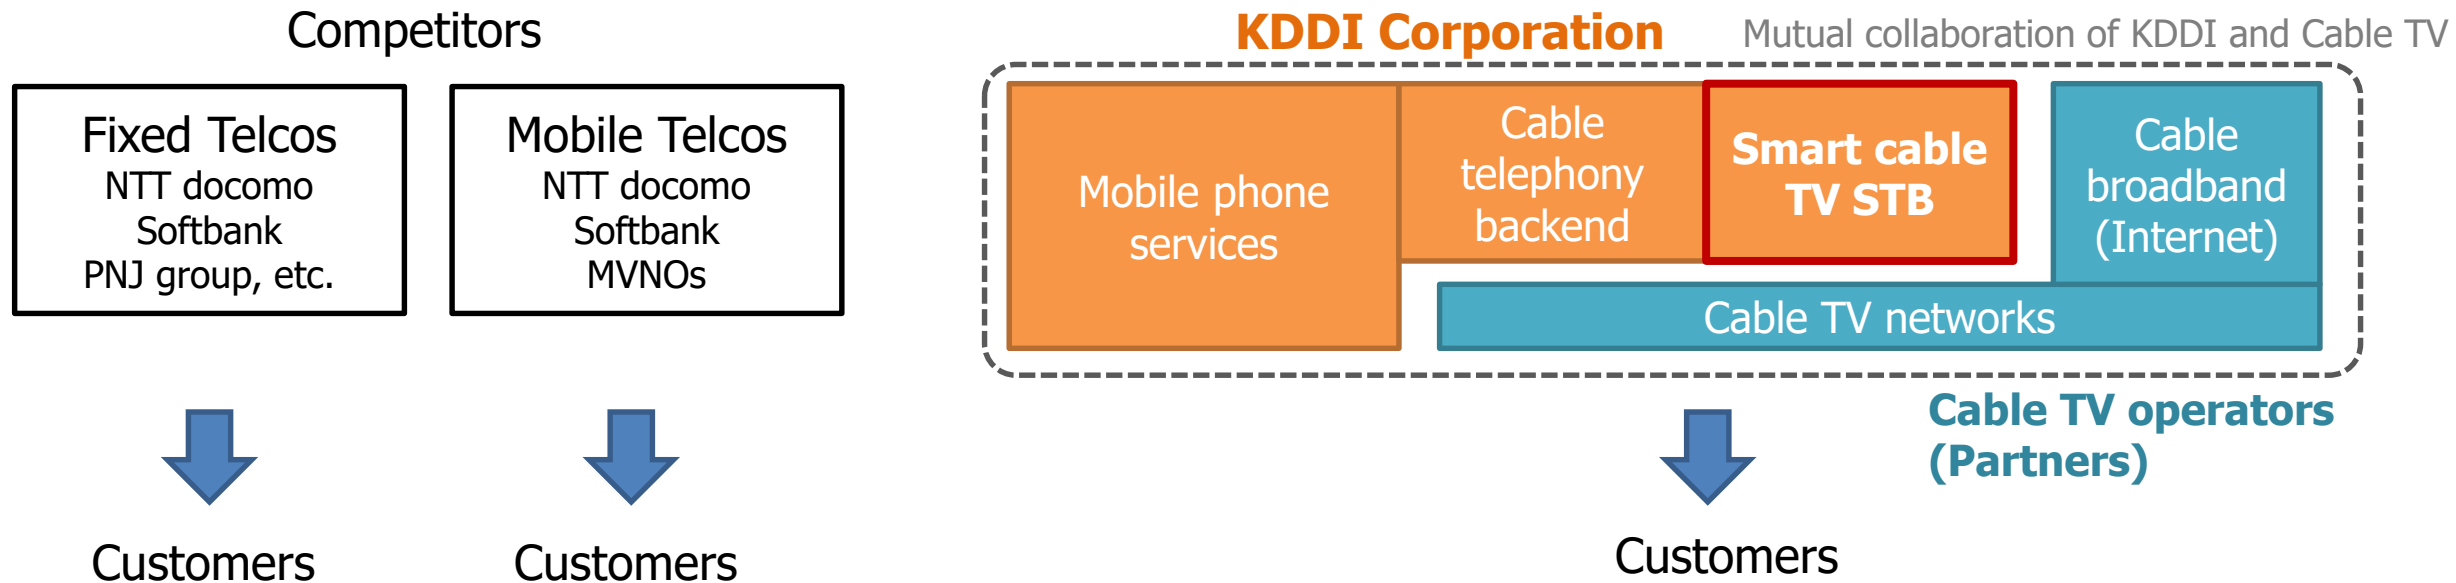 Competitors
Fixed Telcos
NTT docomo
Softbank
PNJ group, etc.
Customers
Mobile Telcos
NTT docomo
Softbank
MVNOs
Customers
KDDI Corporation
Mutual collaboration of KDDI and Cable TV
Mobile phone
services
Cable
telephony
backend
Smart cable
TV STB
Cable
broadband
(Internet)
Cable TV networks
Cable TV operators
(Partners)
Customers